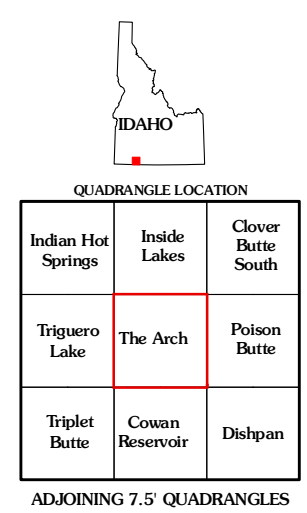 IDAHO
QUADRANGLE LOCATION
Indian Hot
Springs
Inside
Lakes
Clover
Butte
South
Triguero
Lake
The Arch
Poison
Butte
Triplet
Butte
Cowan
Reservoir
Dishpan
ADJOINING 7.5' QUADRANGLES